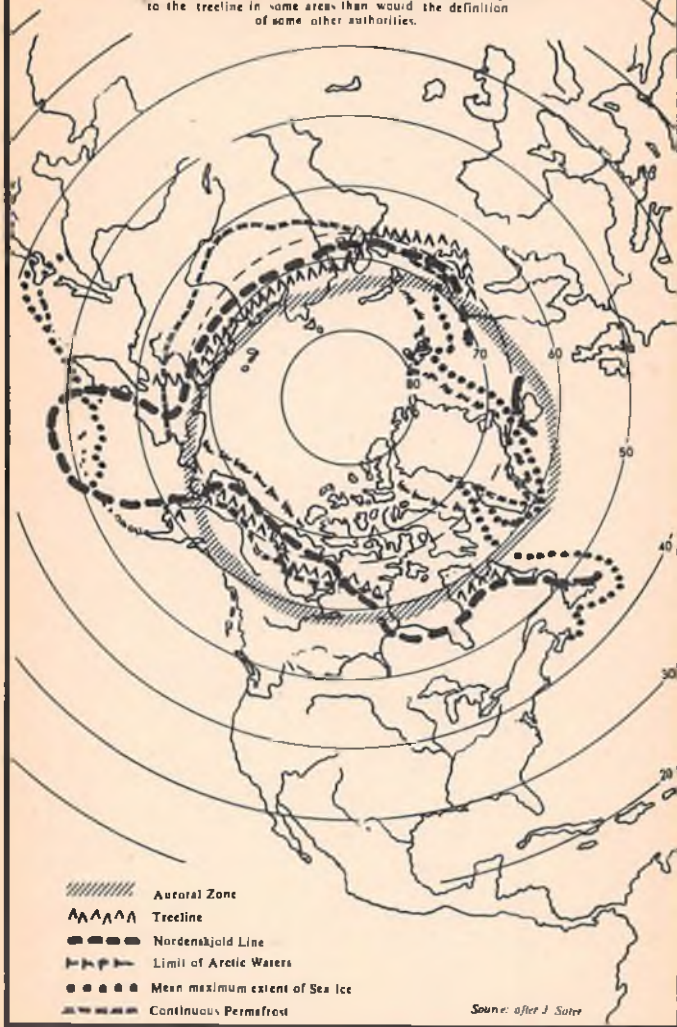 to the treeline in some areas than would the definition
of some other authorities.
80
70
60
50
40
30
20
Auroral Zone
Treeline
Nordenskjold Line
Limit of Arctic Waters
Mean maximum extent of Sea Ice
Continuous Permafrost
Source: after J Sater